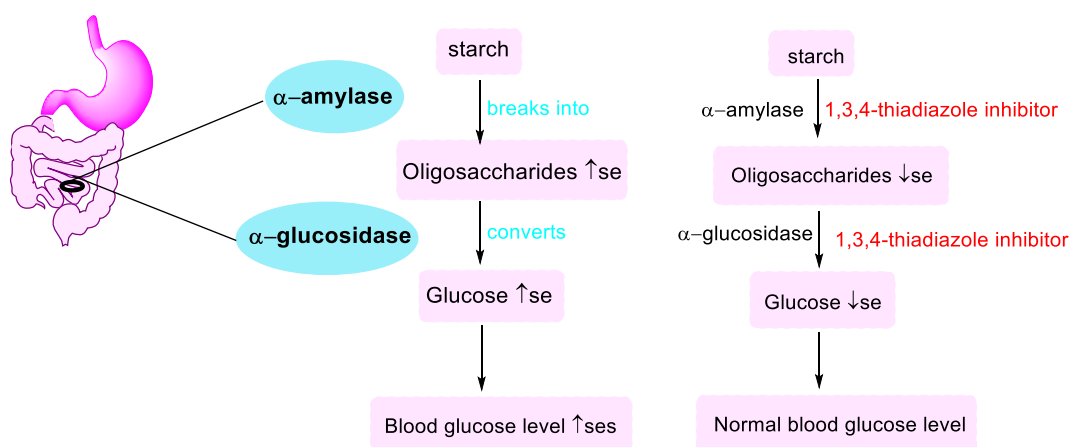 α–amylase
α–glucosidase
starch
breaks into
Oligosaccharides ↑se
converts
Glucose ↑se
Blood glucose level ↑ses
starch
α–amylase 1,3,4-thiadiazole inhibitor
Oligosaccharides ↓se
α–glucosidase 1,3,4-thiadiazole inhibitor
Glucose ↓se
Normal blood glucose level